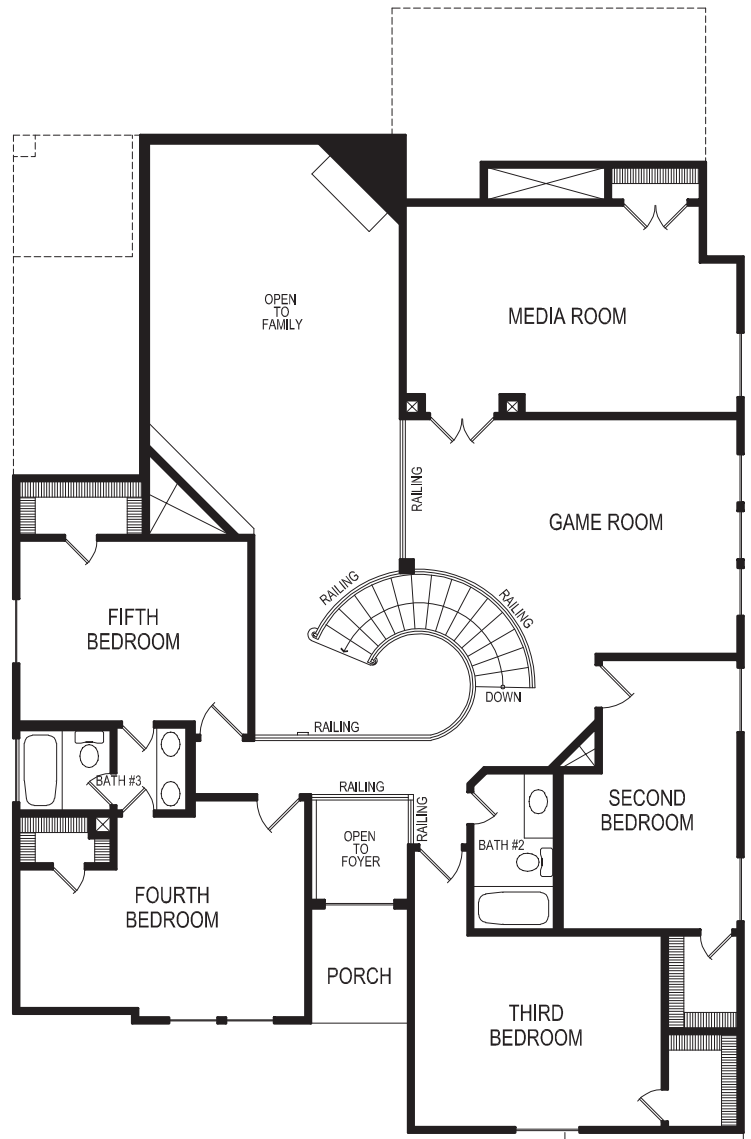 OPEN
TO
FAMILY
MEDIA ROOM
RAILING
GAME ROOM
RAILING
RAILING
FIFTH
BEDROOM
DOWN
RAILING
BATH #3
RAILING
RAILING
SECOND
BEDROOM
OPEN
TO
FOYER
BATH #2
FOURTH
BEDROOM
PORCH
THIRD
BEDROOM